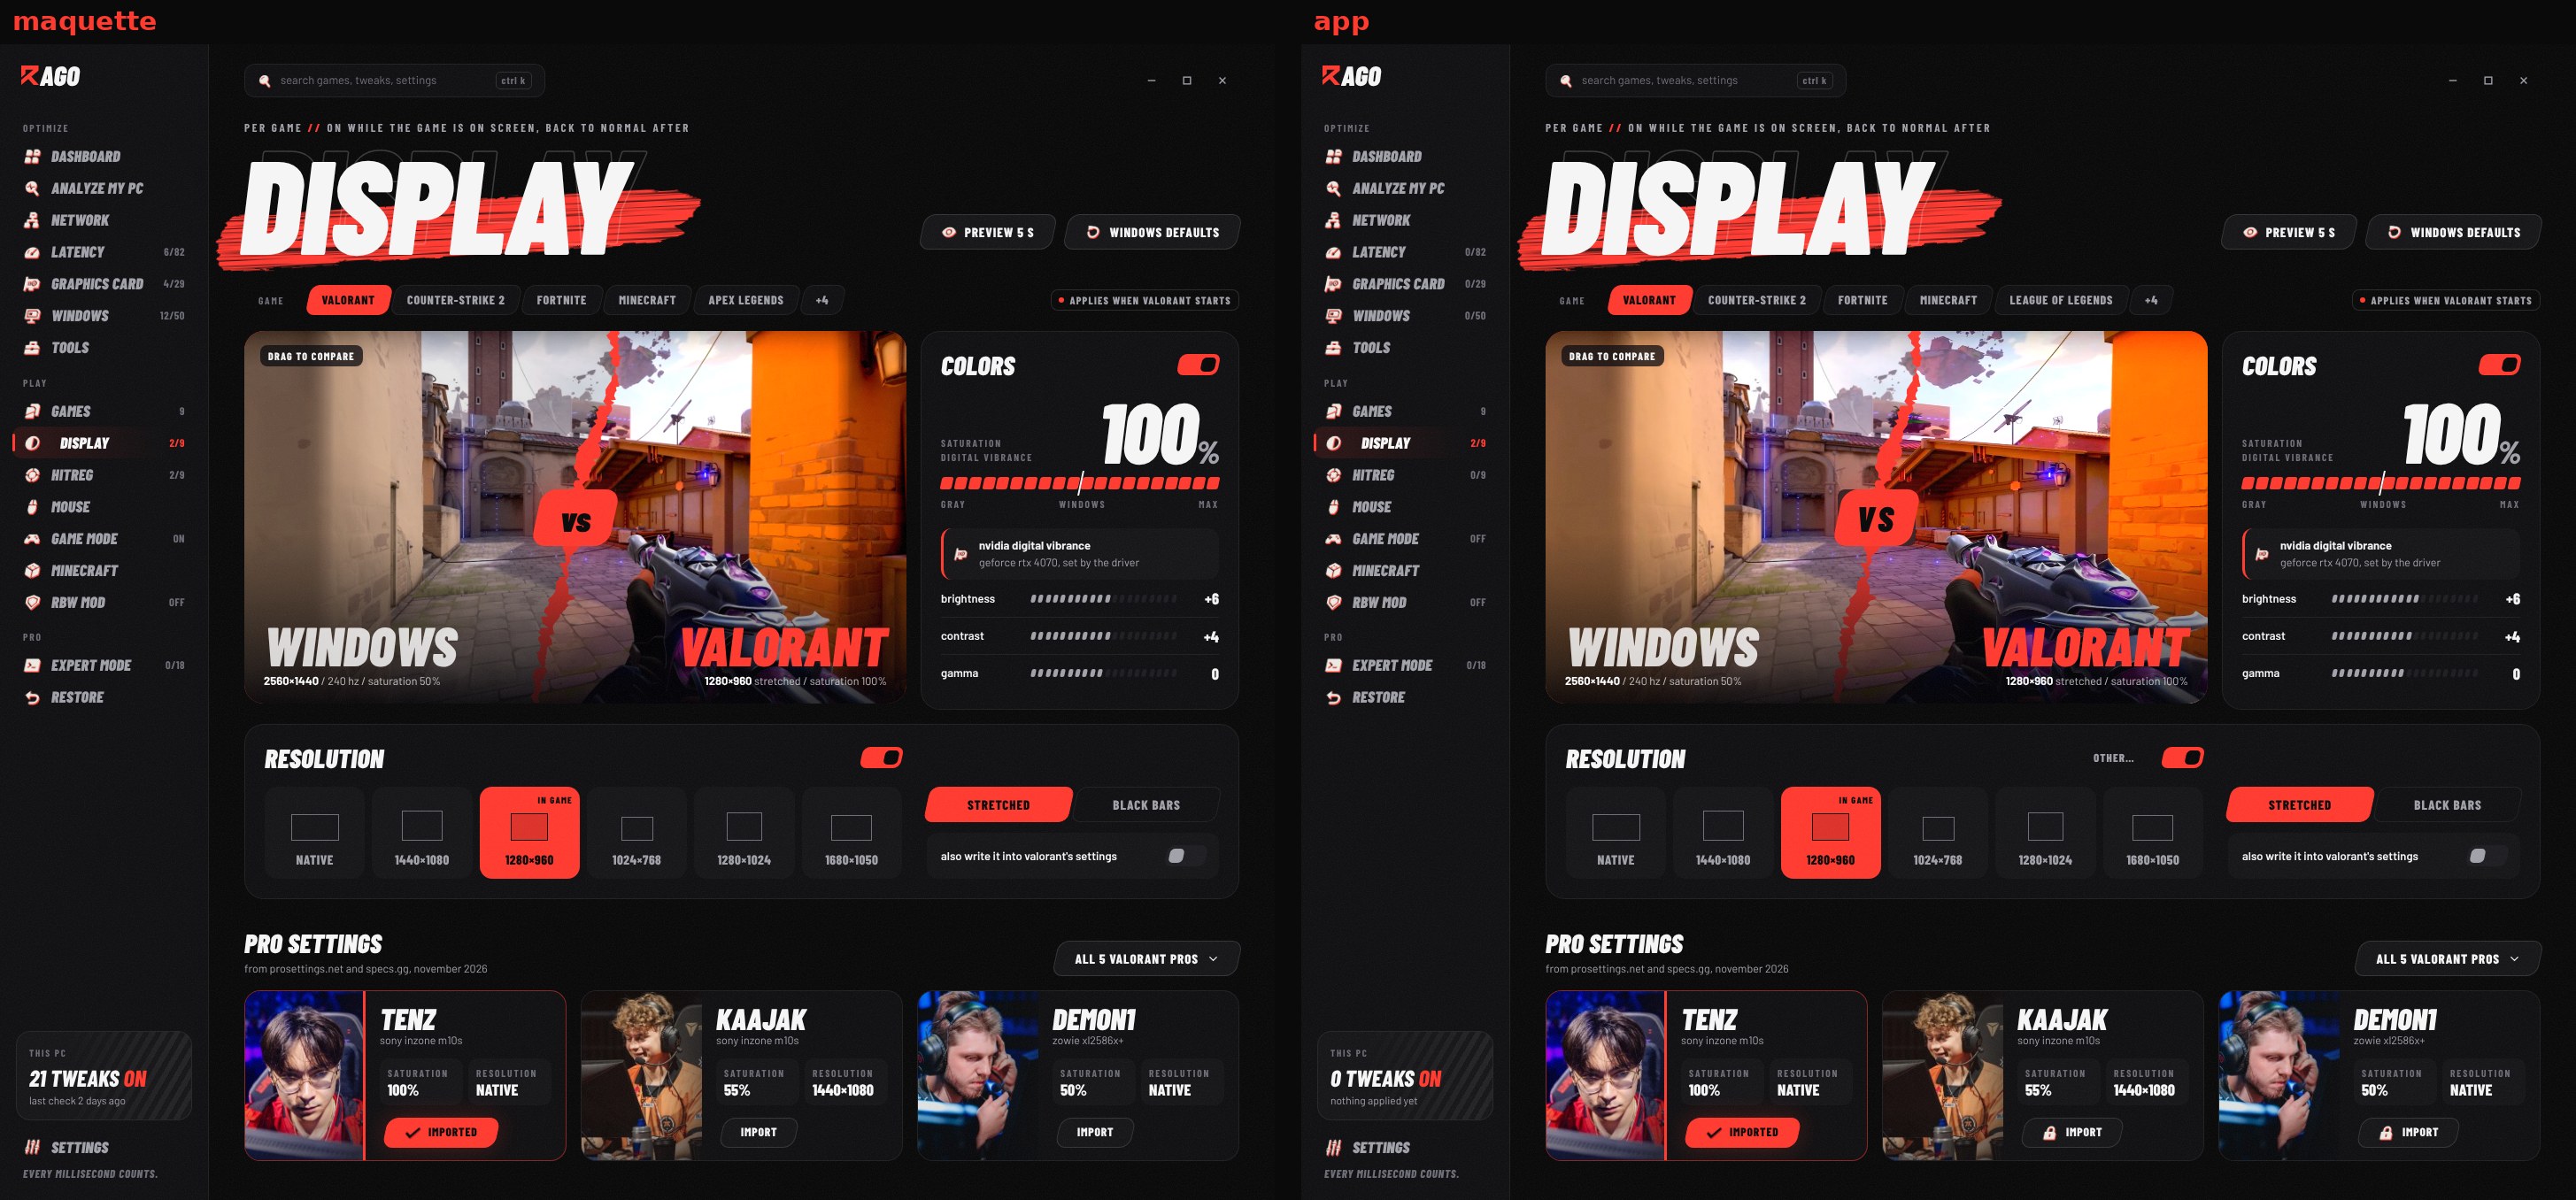 maquette
RAGO
search games, tweaks, settings
ctrl k
OPTIMIZE
DASHBOARD
ANALYZE MY PC
NETWORK
LATENCY 6/82
GRAPHICS CARD 4/29
WINDOWS 12/50
TOOLS
PLAY
GAMES 9
DISPLAY 2/9
HITREG 2/9
MOUSE
GAME MODE ON
MINECRAFT
RBW MOD OFF
PRO
EXPERT MODE 0/18
RESTORE
THIS PC
21 TWEAKS ON
last check 2 days ago
SETTINGS
EVERY MILLISECOND COUNTS.
PER GAME // ON WHILE THE GAME IS ON SCREEN, BACK TO NORMAL AFTER
DISPLAY
DISPLAY
PREVIEW 5 S
WINDOWS DEFAULTS
GAME VALORANT COUNTER-STRIKE 2 FORTNITE MINECRAFT APEX LEGENDS +4
APPLIES WHEN VALORANT STARTS
DRAG TO COMPARE
VS
WINDOWS
2560×1440 / 240 hz / saturation 50%
VALORANT
1280×960 stretched / saturation 100%
COLORS
SATURATION
DIGITAL VIBRANCE
100%
GRAY WINDOWS MAX
nvidia digital vibrance
geforce rtx 4070, set by the driver
brightness +6
contrast +4
gamma 0
RESOLUTION
NATIVE
1440×1080
IN GAME
1280×960
1024×768
1280×1024
1680×1050
STRETCHED
BLACK BARS
also write it into valorant's settings
PRO SETTINGS
from prosettings.net and specs.gg, november 2026
ALL 5 VALORANT PROS
TENZ
sony inzone m10s
SATURATION RESOLUTION
100% NATIVE
IMPORTED
KAAJAK
sony inzone m10s
SATURATION RESOLUTION
55% 1440×1080
IMPORT
DEMON1
zowie xl2586x+
SATURATION RESOLUTION
50% NATIVE
IMPORT
app
RAGO
search games, tweaks, settings
ctrl k
OPTIMIZE
DASHBOARD
ANALYZE MY PC
NETWORK
LATENCY 0/82
GRAPHICS CARD 0/29
WINDOWS 0/50
TOOLS
PLAY
GAMES 9
DISPLAY 2/9
HITREG 0/9
MOUSE
GAME MODE OFF
MINECRAFT
RBW MOD OFF
PRO
EXPERT MODE 0/18
RESTORE
THIS PC
0 TWEAKS ON
nothing applied yet
SETTINGS
EVERY MILLISECOND COUNTS.
PER GAME // ON WHILE THE GAME IS ON SCREEN, BACK TO NORMAL AFTER
DISPLAY
DISPLAY
PREVIEW 5 S
WINDOWS DEFAULTS
GAME VALORANT COUNTER-STRIKE 2 FORTNITE MINECRAFT LEAGUE OF LEGENDS +4
APPLIES WHEN VALORANT STARTS
DRAG TO COMPARE
VS
WINDOWS
2560×1440 / 240 hz / saturation 50%
VALORANT
1280×960 stretched / saturation 100%
COLORS
SATURATION
DIGITAL VIBRANCE
100%
GRAY WINDOWS MAX
nvidia digital vibrance
geforce rtx 4070, set by the driver
brightness +6
contrast +4
gamma 0
RESOLUTION
OTHER...
NATIVE
1440×1080
IN GAME
1280×960
1024×768
1280×1024
1680×1050
STRETCHED
BLACK BARS
also write it into valorant's settings
PRO SETTINGS
from prosettings.net and specs.gg, november 2026
ALL 5 VALORANT PROS
TENZ
sony inzone m10s
SATURATION RESOLUTION
100% NATIVE
IMPORTED
KAAJAK
sony inzone m10s
SATURATION RESOLUTION
55% 1440×1080
IMPORT
DEMON1
zowie xl2586x+
SATURATION RESOLUTION
50% NATIVE
IMPORT